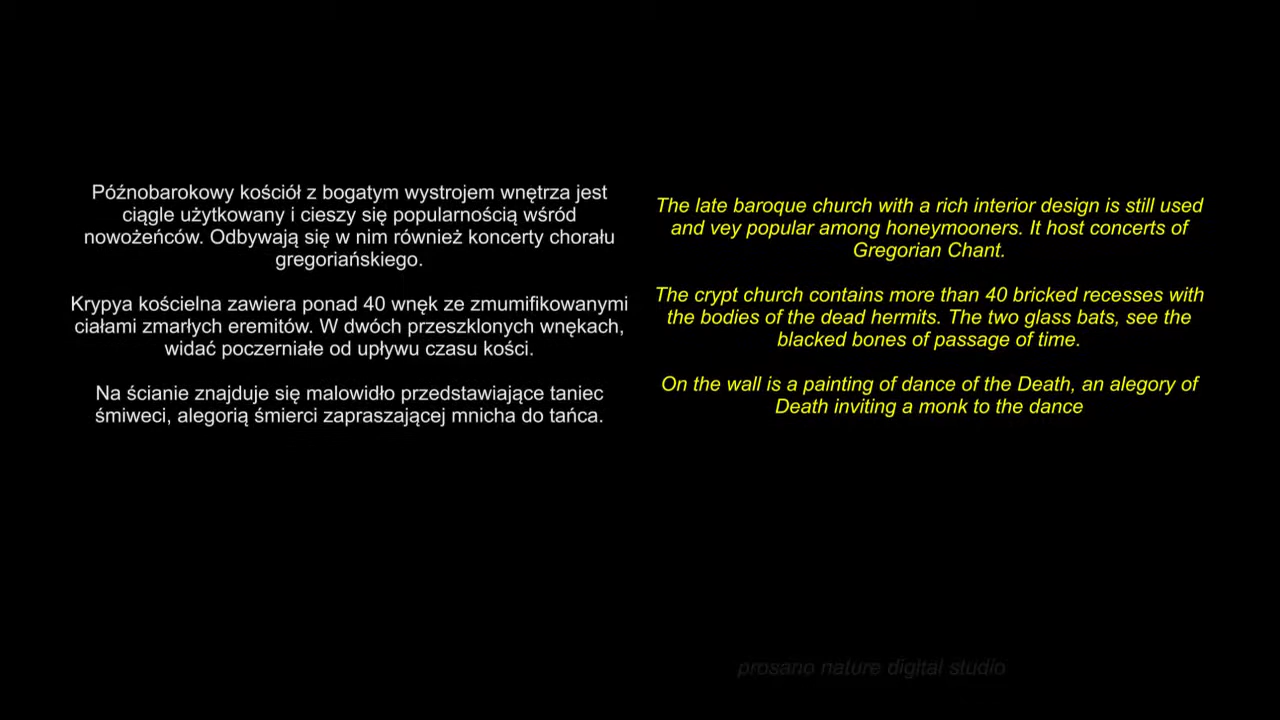 Późnobarokowy kościół z bogatym wystrojem wnętrza jest
ciągle użytkowany i cieszy się popularnością wśród
nowożeńców. Odbywają się w nim również koncerty chorału
gregoriańskiego.
Krypya kościelna zawiera ponad 40 wnęk ze zmumifikowanymi
ciałami zmarłych eremitów. W dwóch przeszklonych wnękach,
widać poczerniałe od upływu czasu kości.
Na ścianie znajduje się malowidło przedstawiające taniec
śmiweci, alegorią śmierci zapraszającej mnicha do tańca.
The late baroque church with a rich interior design is still used
and vey popular among honeymooners. It host concerts of
Gregorian Chant.
The crypt church contains more than 40 bricked recesses with
the bodies of the dead hermits. The two glass bats, see the
blacked bones of passage of time.
On the wall is a painting of dance of the Death, an alegory of
Death inviting a monk to the dance
prosano nature digital studio